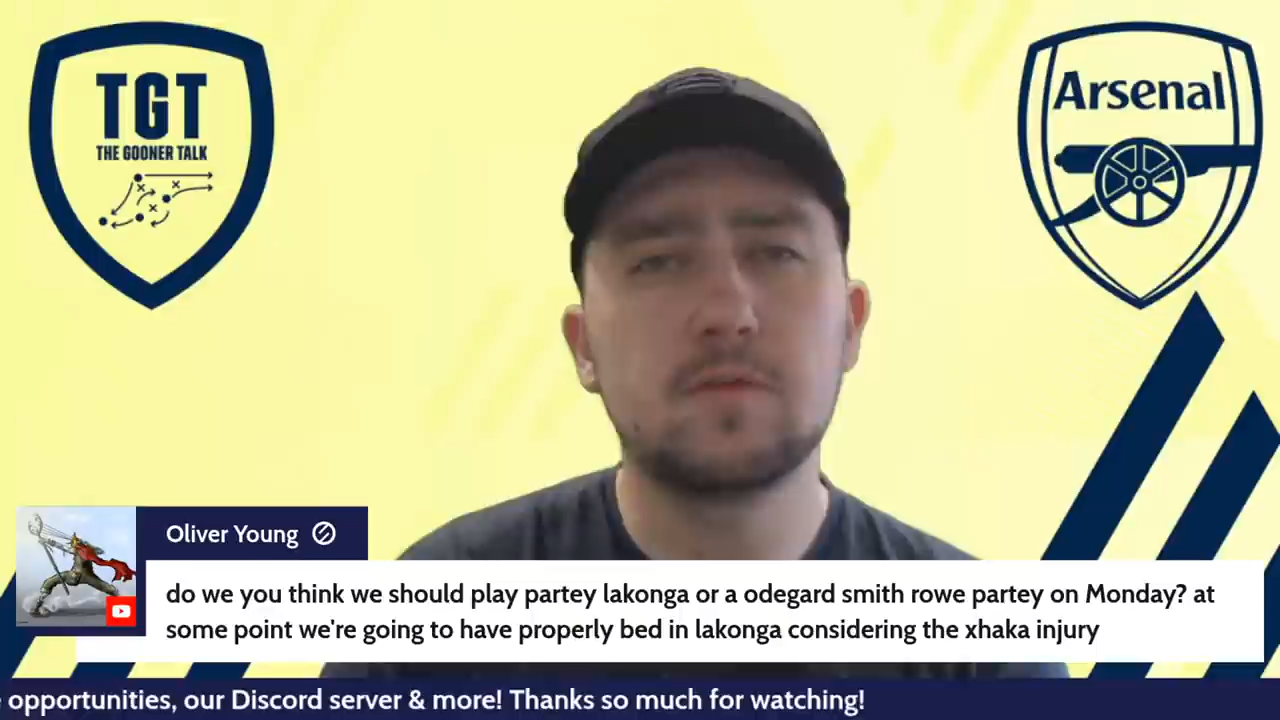 TGT
THE GOONER TALK
Arsenal
Oliver Young
do we you think we should play partey lakonga or a odegard smith rowe partey on Monday? at
some point we're going to have properly bed in lakonga considering the xhaka injury
opportunities, our Discord server & more! Thanks so much for watching!